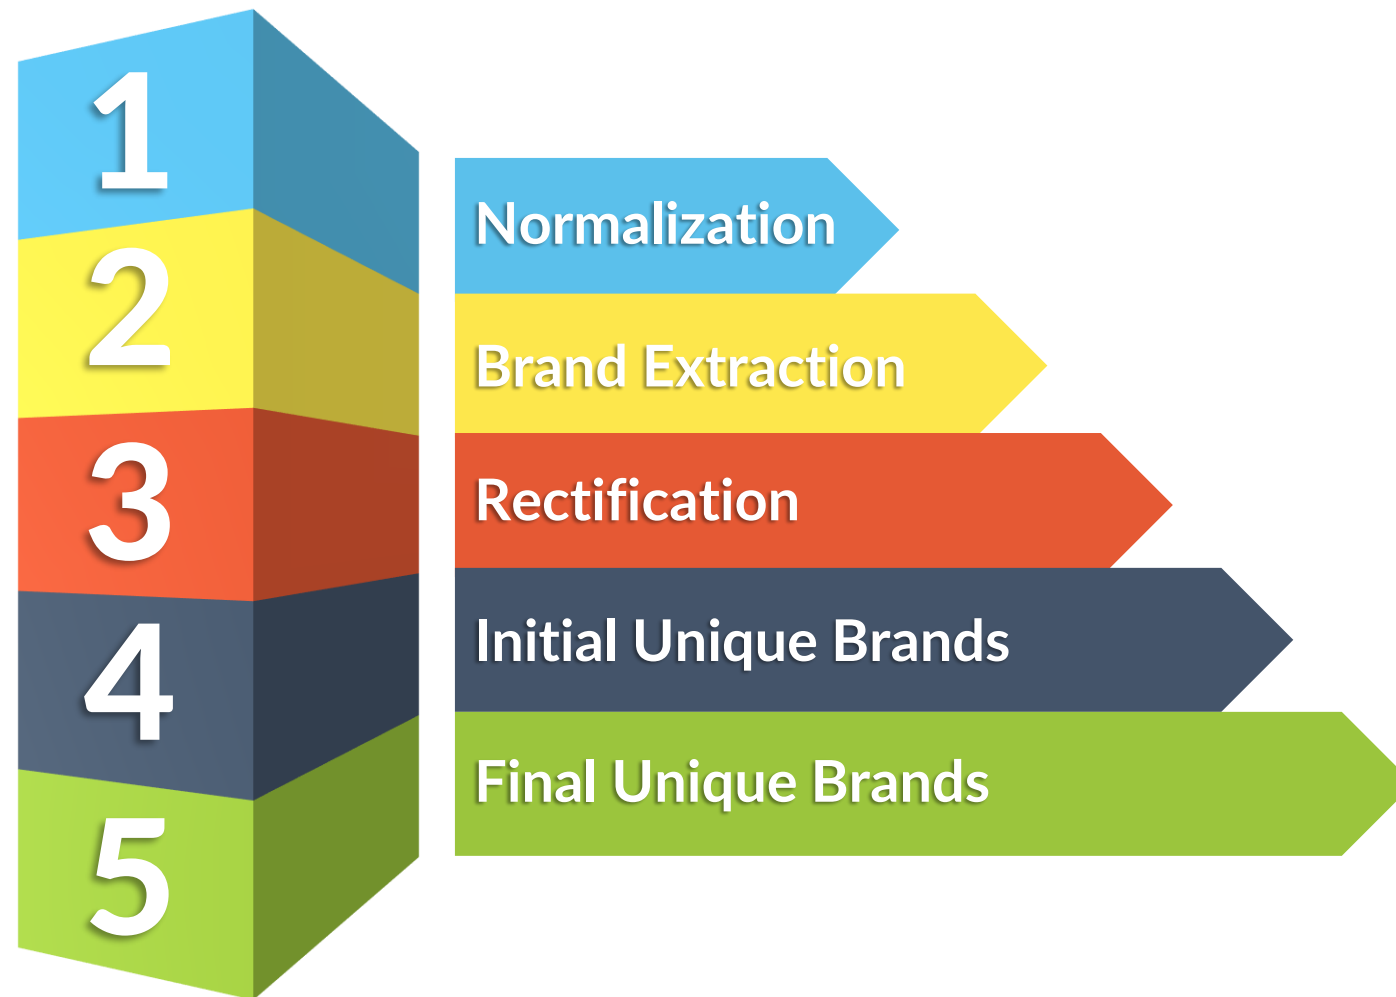 1
Normalization
2
Brand Extraction
3
Rectification
4
Initial Unique Brands
5
Final Unique Brands